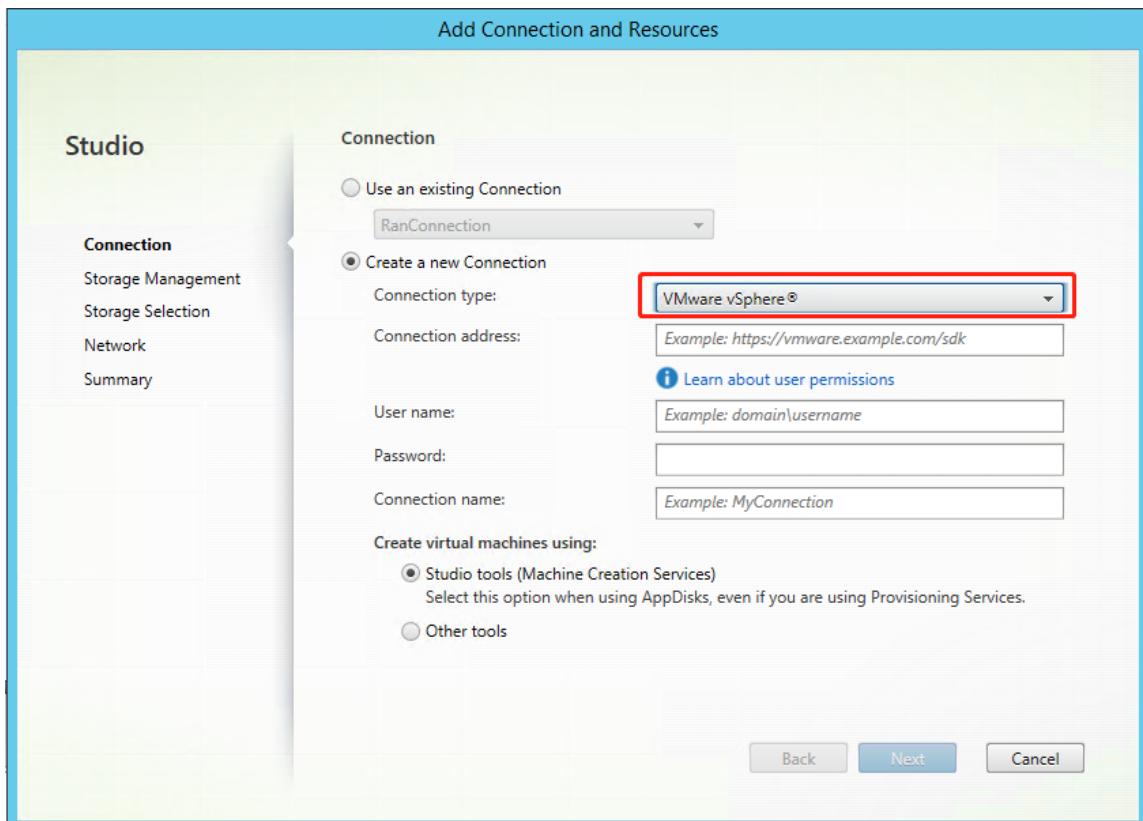 Add Connection and Resources
Studio
Connection
Storage Management
Storage Selection
Network
Summary
Connection
Use an existing Connection
RanConnection
Create a new Connection
Connection type:
VMware vSphere®
Connection address:
Example: https://vmware.example.com/sdk
Learn about user permissions
User name:
Example: domain\username
Password:
Connection name:
Example: MyConnection
Create virtual machines using:
Studio tools (Machine Creation Services)
Select this option when using AppDisks, even if you are using Provisioning Services.
Other tools
Back
Next
Cancel